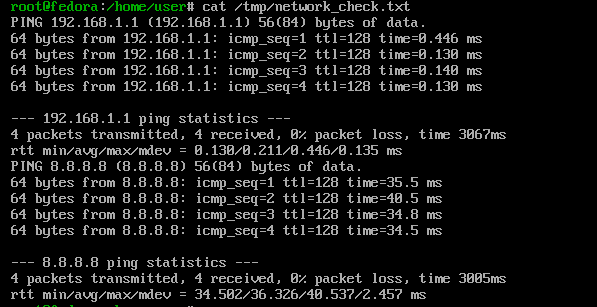 root@fedora:/home/user# cat /tmp/network_check.txt
PING 192.168.1.1 (192.168.1.1) 56(84) bytes of data.
64 bytes from 192.168.1.1: icmp_seq=1 ttl=128 time=0.446 ms
64 bytes from 192.168.1.1: icmp_seq=2 ttl=128 time=0.130 ms
64 bytes from 192.168.1.1: icmp_seq=3 ttl=128 time=0.140 ms
64 bytes from 192.168.1.1: icmp_seq=4 ttl=128 time=0.130 ms
--- 192.168.1.1 ping statistics ---
4 packets transmitted, 4 received, 0% packet loss, time 3067ms
rtt min/avg/max/mdev = 0.130/0.211/0.446/0.135 ms
PING 8.8.8.8 (8.8.8.8) 56(84) bytes of data.
64 bytes from 8.8.8.8: icmp_seq=1 ttl=128 time=35.5 ms
64 bytes from 8.8.8.8: icmp_seq=2 ttl=128 time=40.5 ms
64 bytes from 8.8.8.8: icmp_seq=3 ttl=128 time=34.8 ms
64 bytes from 8.8.8.8: icmp_seq=4 ttl=128 time=34.5 ms
--- 8.8.8.8 ping statistics ---
4 packets transmitted, 4 received, 0% packet loss, time 3005ms
rtt min/avg/max/mdev = 34.502/36.326/40.537/2.457 ms